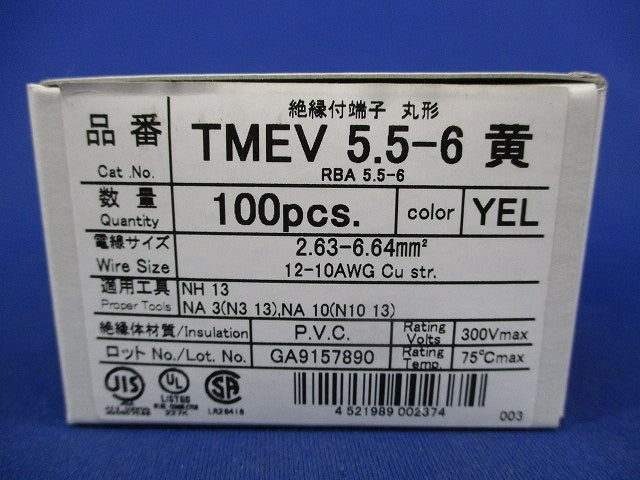 絶縁付端子 丸形
品番 TMEV 5.5-6 黄
Cat .No. RBA 5.5-6
数量 100pcs. color YEL
Quantity
電線サイズ 2.63-6.64mm²
Wire Size 12-10AWG Cu str.
適用工具 NH 13
Proper Tools NA 3(N3 13),NA 10(N10 13)
絶縁体材質/Insulation P.V.C. Rating Volts 300Vmax
ロット No./Lot. No. GA9157890 Rating Temp. 75℃max
JIS UL SA
LISTED
227K LR28416
4 521989 002374 003